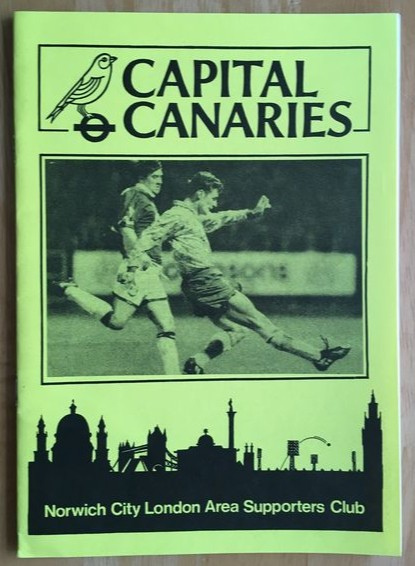 CAPITAL
CANARIES
Norwich City London Area Supporters Club